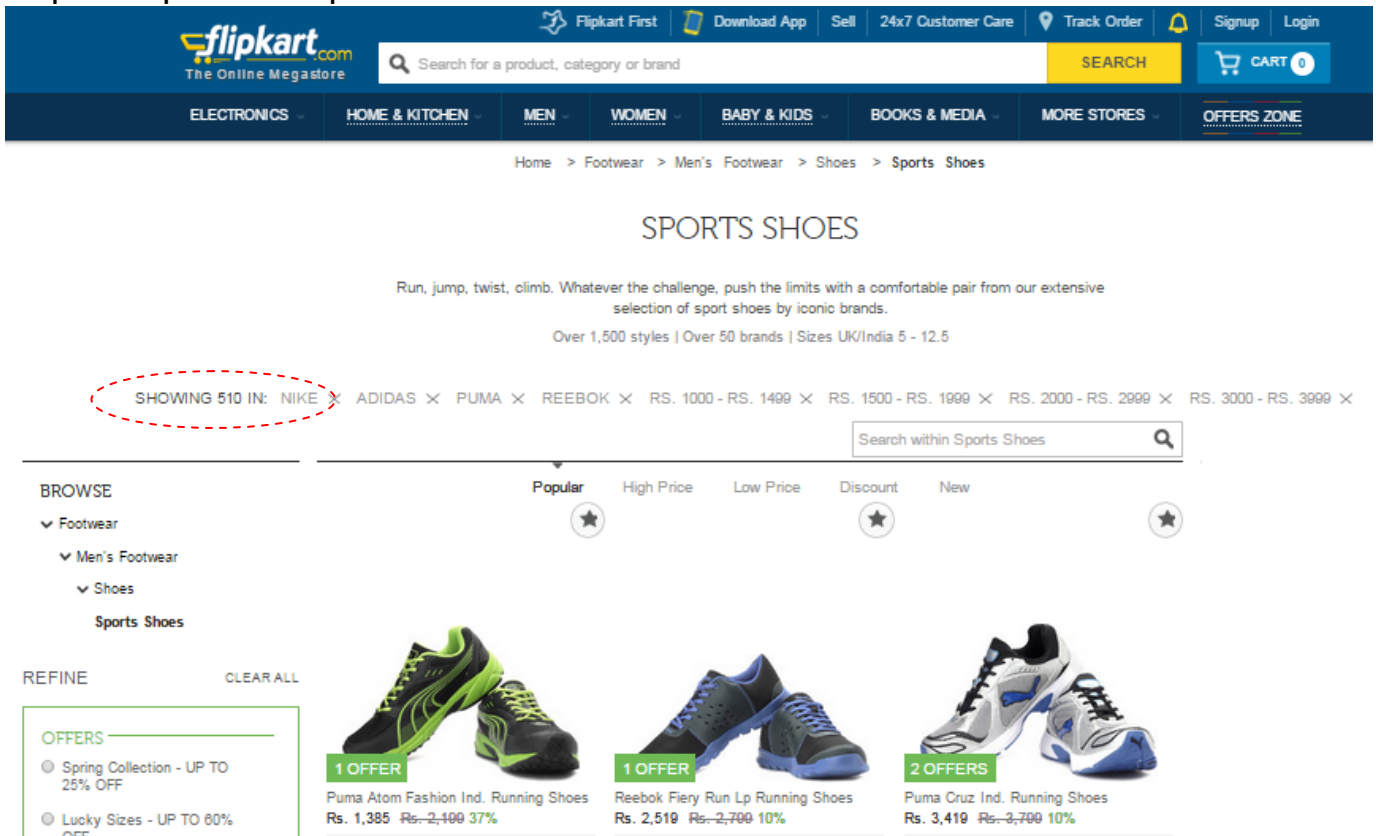 Flipkart First Download App Sell 24x7 Customer Care Track Order Signup Login
flipkart.com
The Online Megastore
Search for a product, category or brand
SEARCH
CART 0
ELECTRONICS HOME & KITCHEN MEN WOMEN BABY & KIDS BOOKS & MEDIA MORE STORES OFFERS ZONE
Home > Footwear > Men's Footwear > Shoes > Sports Shoes
SPORTS SHOES
Run, jump, twist, climb. Whatever the challenge, push the limits with a comfortable pair from our extensive
selection of sport shoes by iconic brands.
Over 1,500 styles | Over 50 brands | Sizes UK/India 5 - 12.5
SHOWING 510 IN: NIKE × ADIDAS × PUMA × REEBOK × RS. 1000 - RS. 1499 × RS. 1500 - RS. 1999 × RS. 2000 - RS. 2999 × RS. 3000 - RS. 3999 ×
Search within Sports Shoes
Popular High Price Low Price Discount New
BROWSE
Footwear
Men's Footwear
Shoes
Sports Shoes
REFINE CLEAR ALL
OFFERS
Spring Collection - UP TO
25% OFF
Lucky Sizes - UP TO 60%
OFF
1 OFFER
Puma Atom Fashion Ind. Running Shoes
Rs. 1,385 Rs. 2,199 37%
1 OFFER
Reebok Fiery Run Lp Running Shoes
Rs. 2,519 Rs. 2,799 10%
2 OFFERS
Puma Cruz Ind. Running Shoes
Rs. 3,419 Rs. 3,799 10%